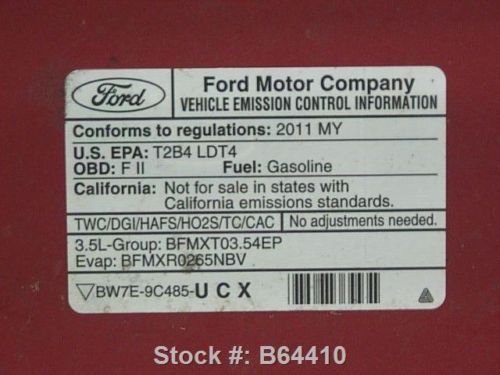 Ford
Ford Motor Company
VEHICLE EMISSION CONTROL INFORMATION
Conforms to regulations: 2011 MY
U.S. EPA: T2B4 LDT4
OBD: F II Fuel: Gasoline
California: Not for sale in states with
California emissions standards.
TWC/DGI/HAFS/HO2S/TC/CAC No adjustments needed.
3.5L-Group: BFMXT03.54EP
Evap: BFMXR0265NBV
BW7E-9C485-UCX
Stock #: B64410